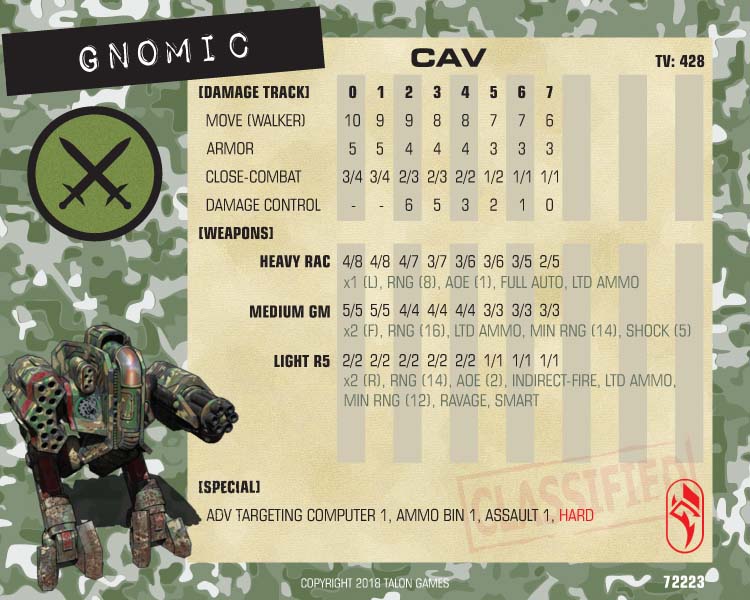 GNOMIC
CAV
TV: 428
[DAMAGE TRACK] 0 1 2 3 4 5 6 7
MOVE (WALKER) 10 9 9 8 8 7 7 6
ARMOR 5 5 4 4 4 3 3 3
CLOSE-COMBAT 3/4 3/4 2/3 2/3 2/2 1/2 1/1 1/1
DAMAGE CONTROL - - 6 5 3 2 1 0
[WEAPONS]
HEAVY RAC 4/8 4/8 4/7 3/7 3/6 3/6 3/5 2/5
x1 (L), RNG (8), AOE (1), FULL AUTO, LTD AMMO
MEDIUM GM 5/5 5/5 4/4 4/4 4/4 3/3 3/3 3/3
x2 (F), RNG (16), LTD AMMO, MIN RNG (14), SHOCK (5)
LIGHT R5 2/2 2/2 2/2 2/2 2/2 1/1 1/1 1/1
x2 (R), RNG (14), AOE (2), INDIRECT-FIRE, LTD AMMO,
MIN RNG (12), RAVAGE, SMART
CLASSIFIED
[SPECIAL]
ADV TARGETING COMPUTER 1, AMMO BIN 1, ASSAULT 1, HARD
COPYRIGHT 2018 TALON GAMES
72223